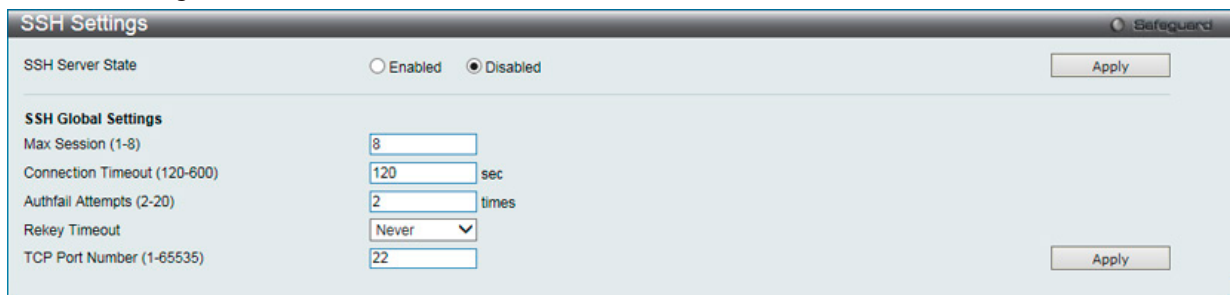 SSH Settings
Safeguard
SSH Server State Enabled Disabled Apply
SSH Global Settings
Max Session (1-8) 8
Connection Timeout (120-600) 120 sec
Authfail Attempts (2-20) 2 times
Rekey Timeout Never
TCP Port Number (1-65535) 22 Apply